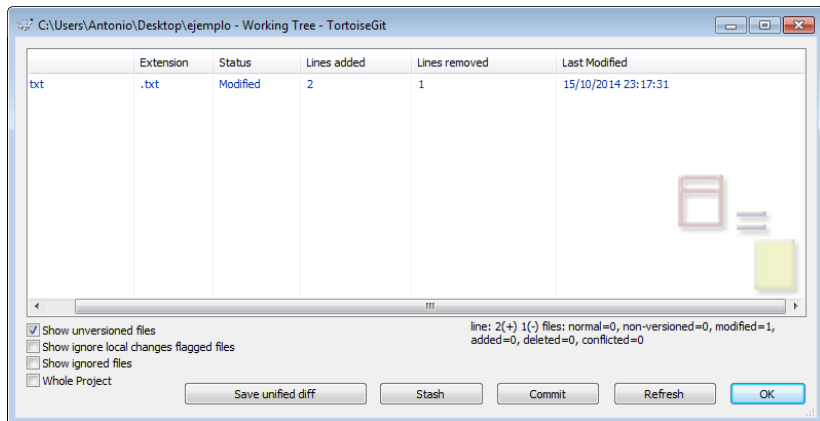 C:\Users\Antonio\Desktop\ejemplo - Working Tree - TortoiseGit
Extension Status Lines added Lines removed Last Modified
txt .txt Modified 2 1 15/10/2014 23:17:31
Show unversioned files
Show ignore local changes flagged files
Show ignored files
Whole Project
line: 2(+) 1(-) files: normal=0, non-versioned=0, modified=1,
added=0, deleted=0, conflicted=0
Save unified diff Stash Commit Refresh OK